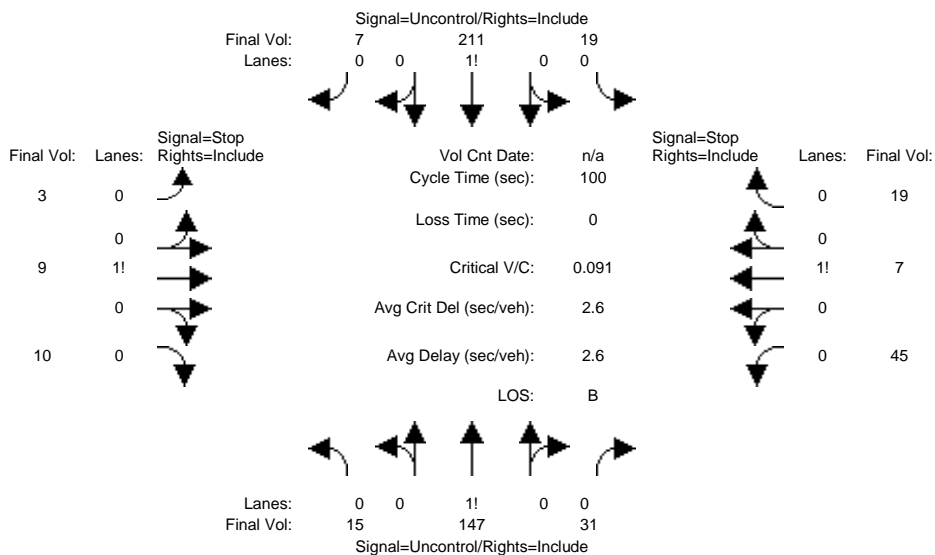 Signal=Uncontrol/Rights=Include
Final Vol: 7 211 19
Lanes: 0 0 1! 0 0
Signal=Stop
Final Vol: Lanes: Rights=Include
Vol Cnt Date: n/a
Signal=Stop
Rights=Include Lanes: Final Vol:
Cycle Time (sec): 100
3 0
0 19
Loss Time (sec): 0
0
0
9 1!
Critical V/C: 0.091
1! 7
0
Avg Crit Del (sec/veh): 2.6
0
10 0
Avg Delay (sec/veh): 2.6
0 45
LOS: B
Lanes: 0 0 1! 0 0
Final Vol: 15 147 31
Signal=Uncontrol/Rights=Include